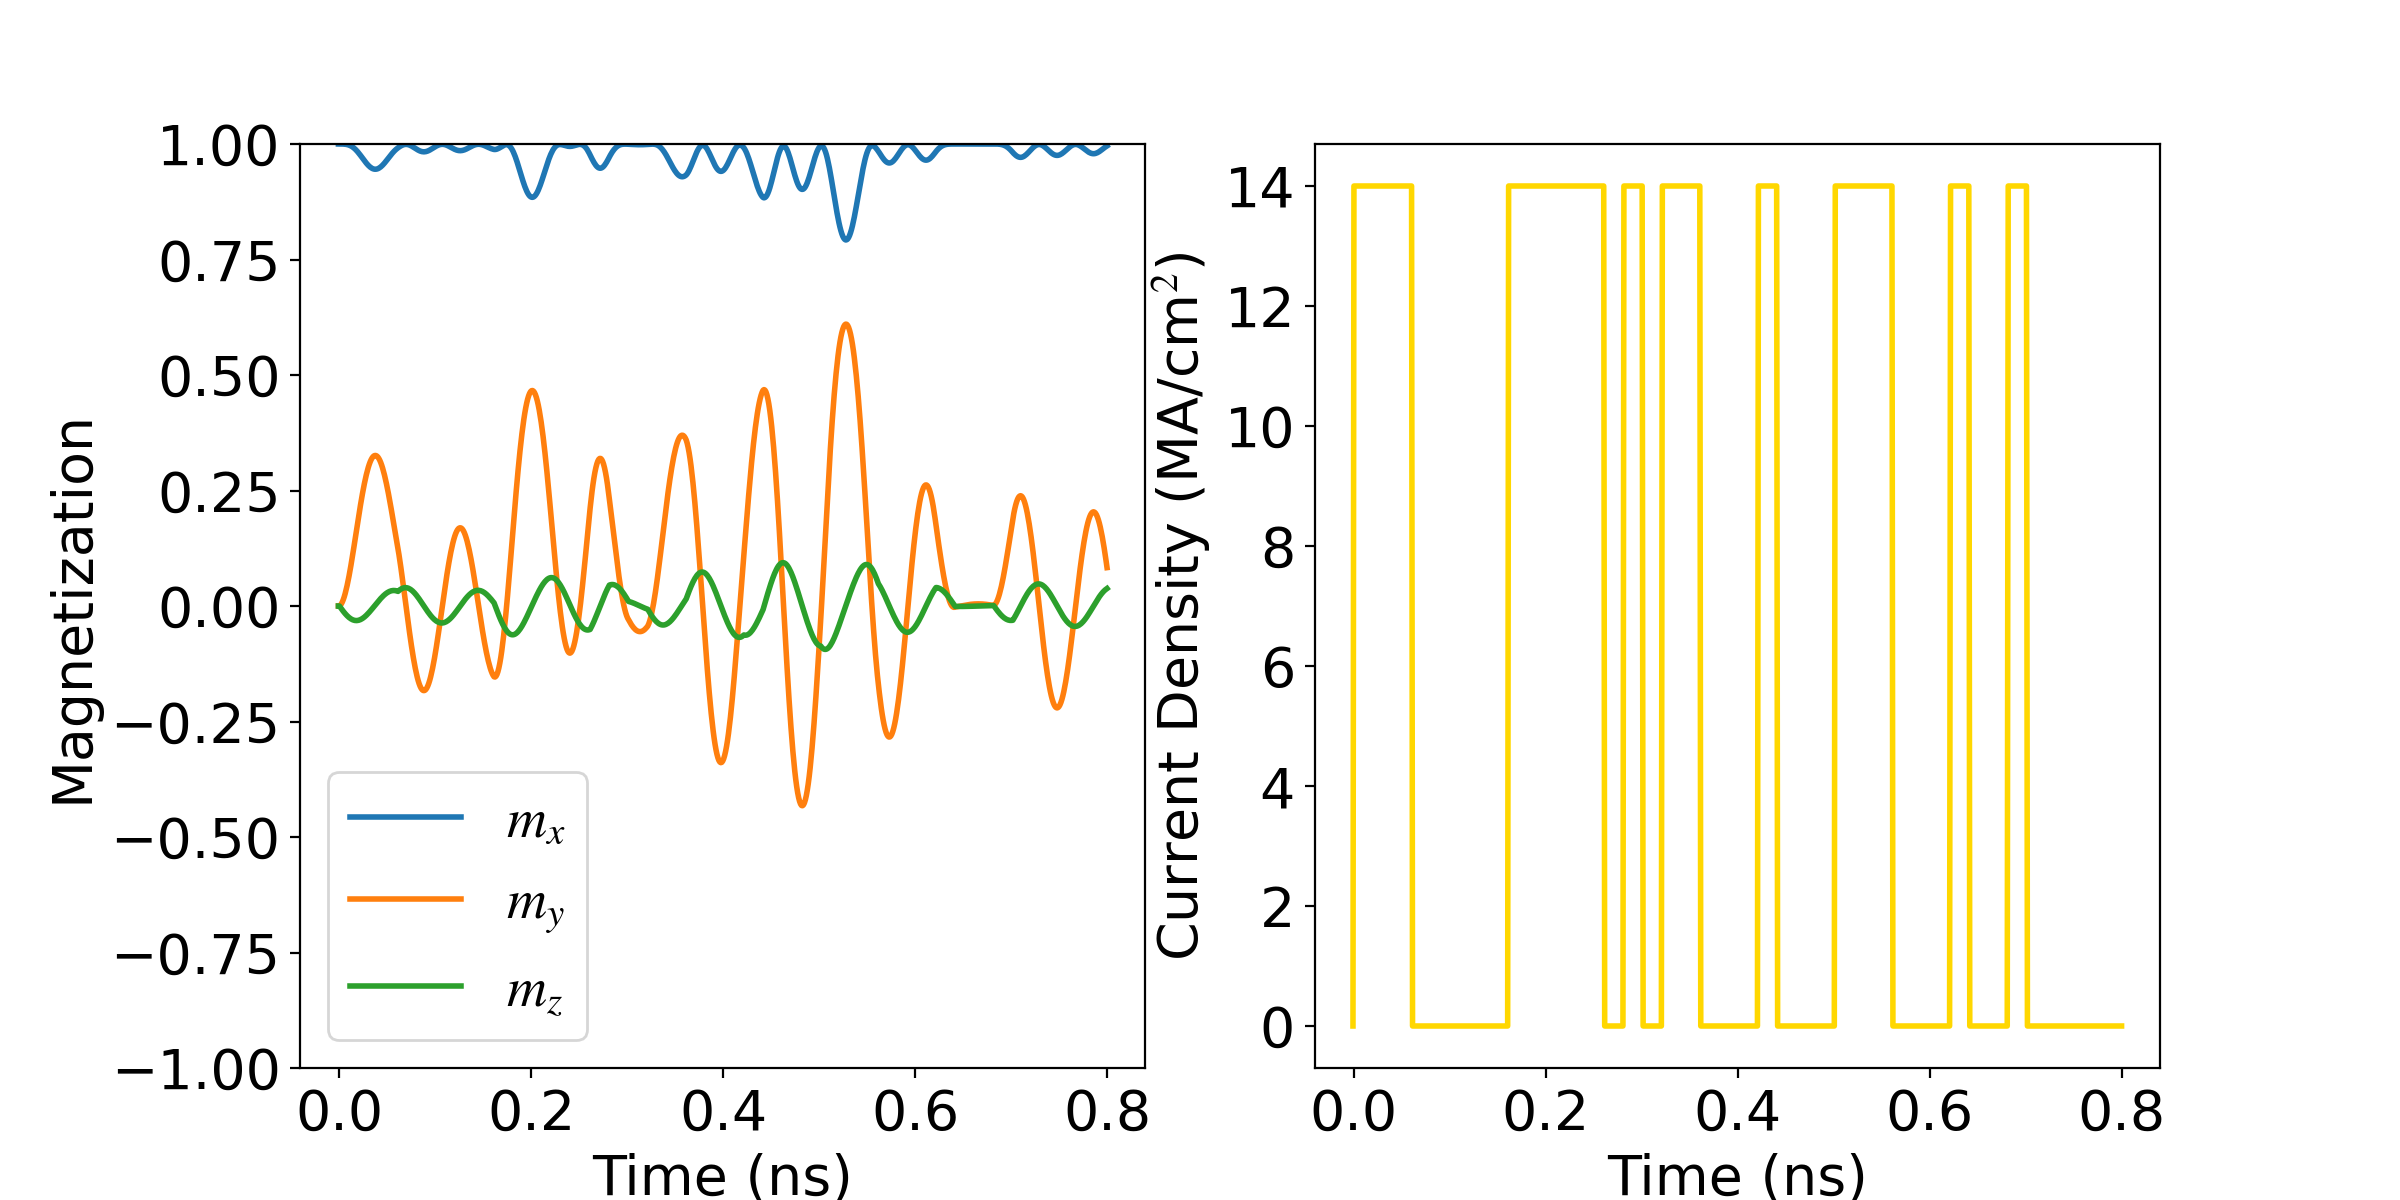 Magnetization
1.00
0.75
0.50
0.25
0.00
−0.25
−0.50
−0.75
−1.00
0.0 0.2 0.4 0.6 0.8
Time (ns)
mₓ
m_y
m_z
Current Density (MA/cm²)
14
12
10
8
6
4
2
0
0.0 0.2 0.4 0.6 0.8
Time (ns)